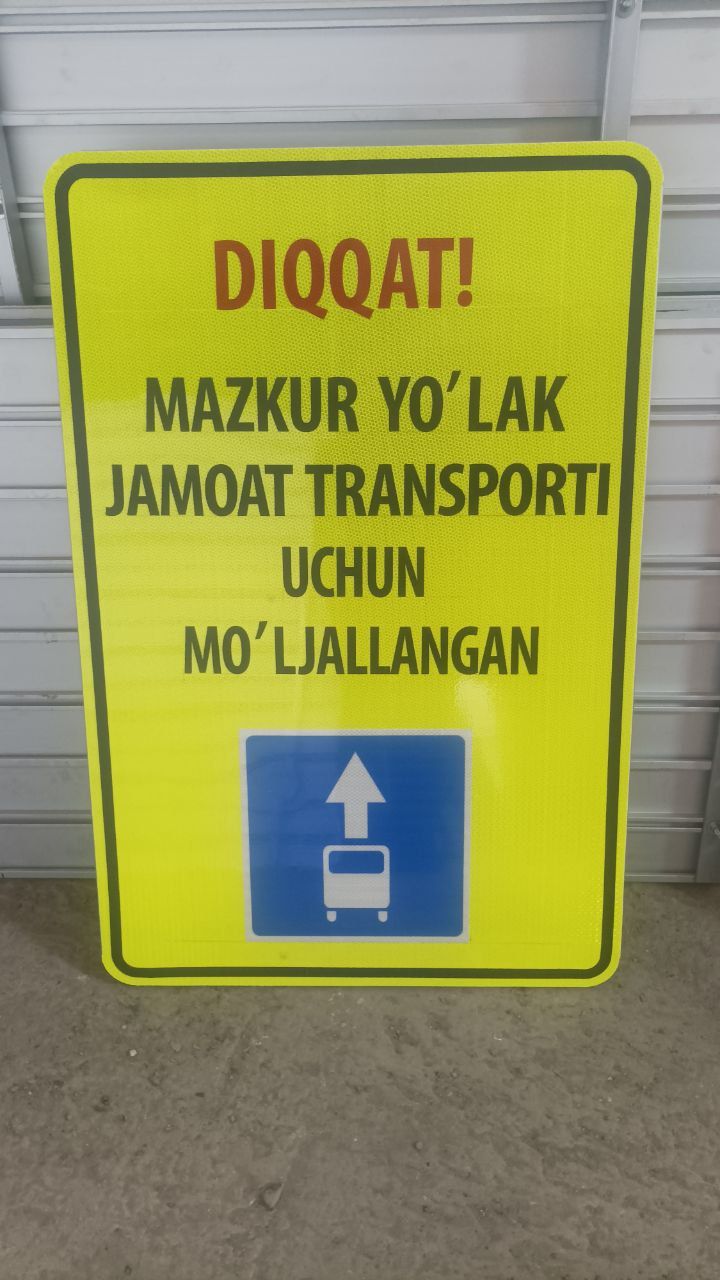 DIQQAT!
MAZKUR YO'LAK
JAMOAT TRANSPORTI
UCHUN
MO'LJALLANGAN